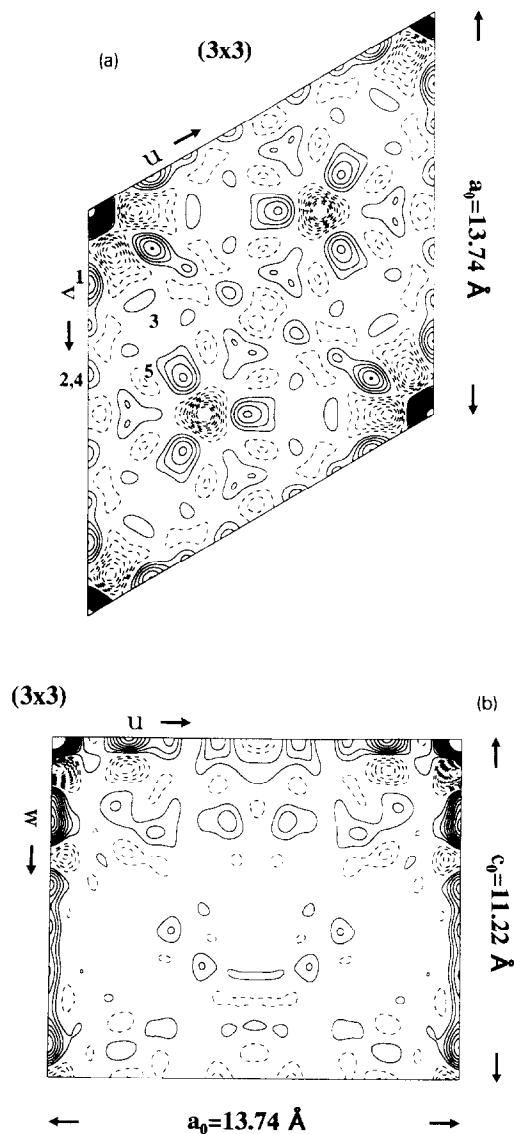 (a)
(3x3)
u →
a₀=13.74 Å
1
v
3
2,4
5
(3x3)
(b)
u →
w
c₀=11.22 Å
a₀=13.74 Å